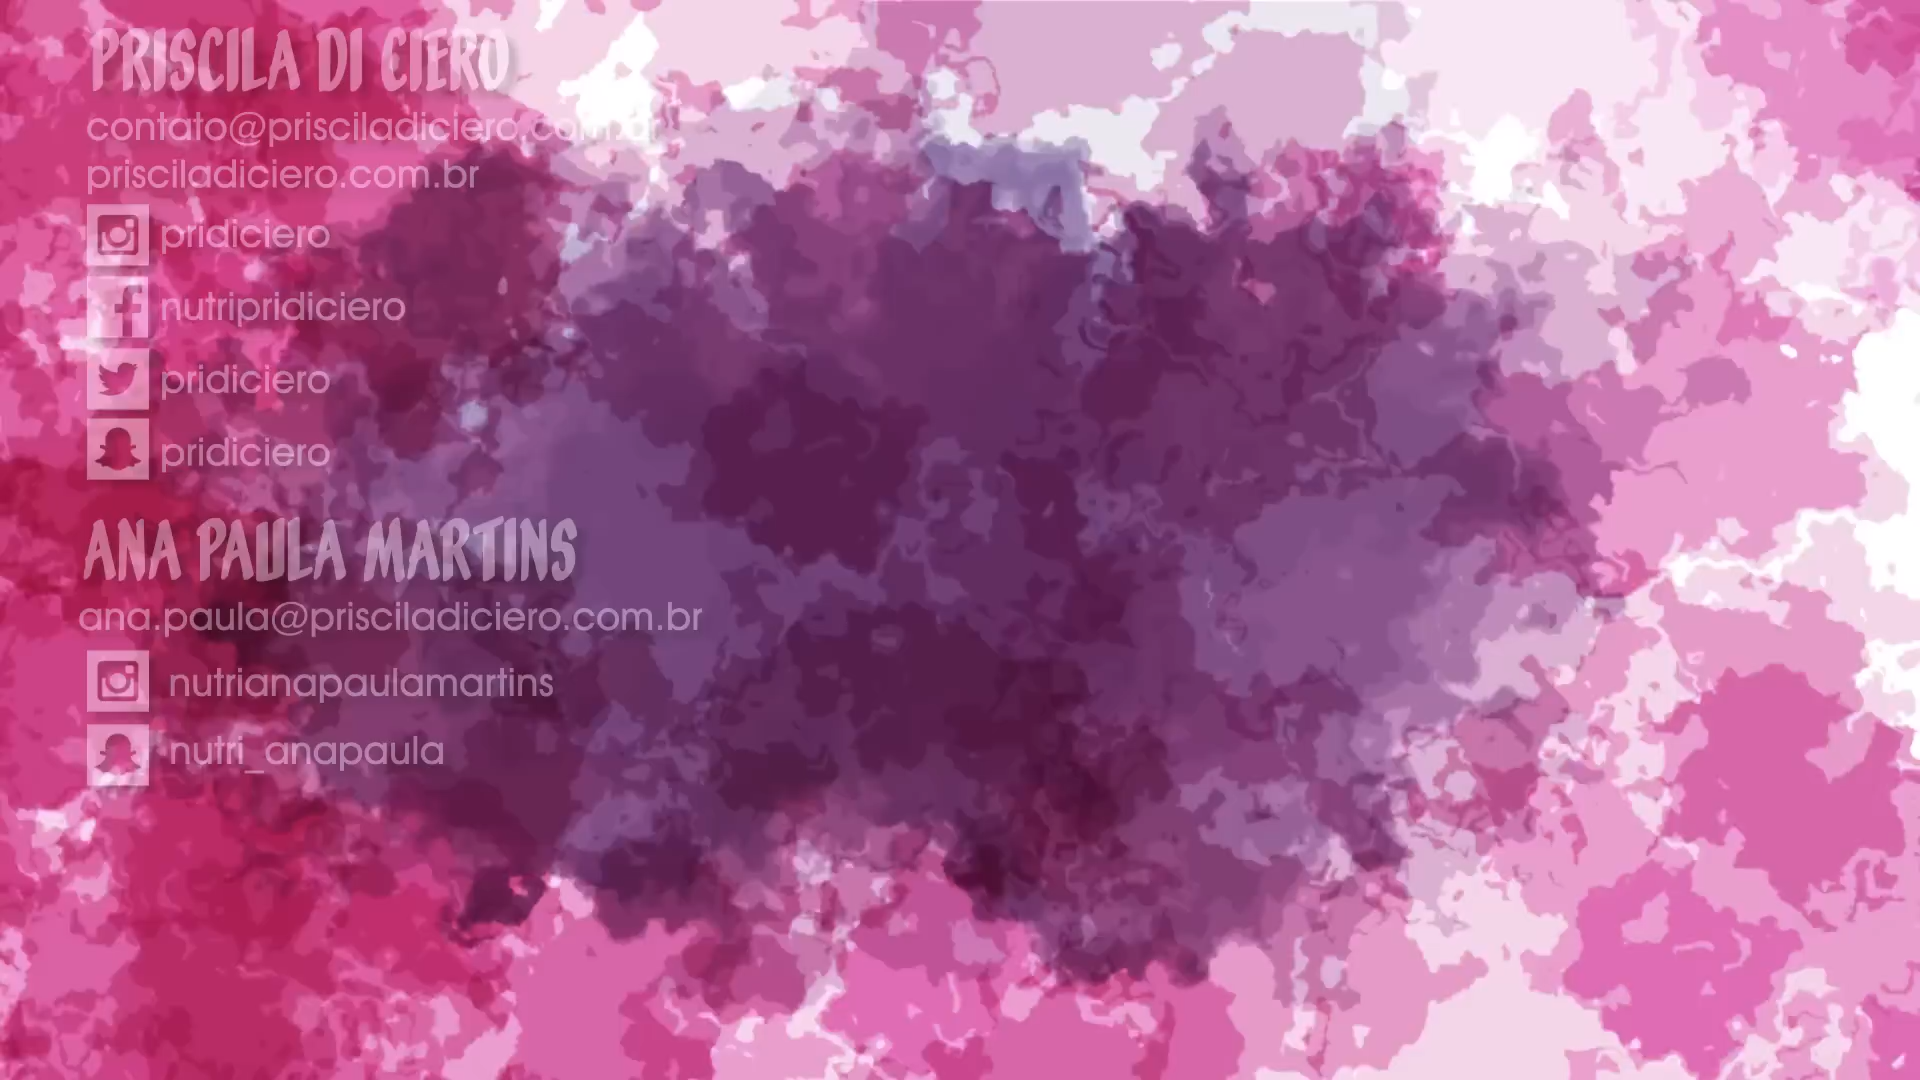 PRISCILA DI CIERO
contato@prisciladiciero.com.br
prisciladiciero.com.br
pridiciero
nutripridiciero
pridiciero
pridiciero
ANA PAULA MARTINS
ana.paula@prisciladiciero.com.br
nutrianapaulamartins
nutri_anapaula